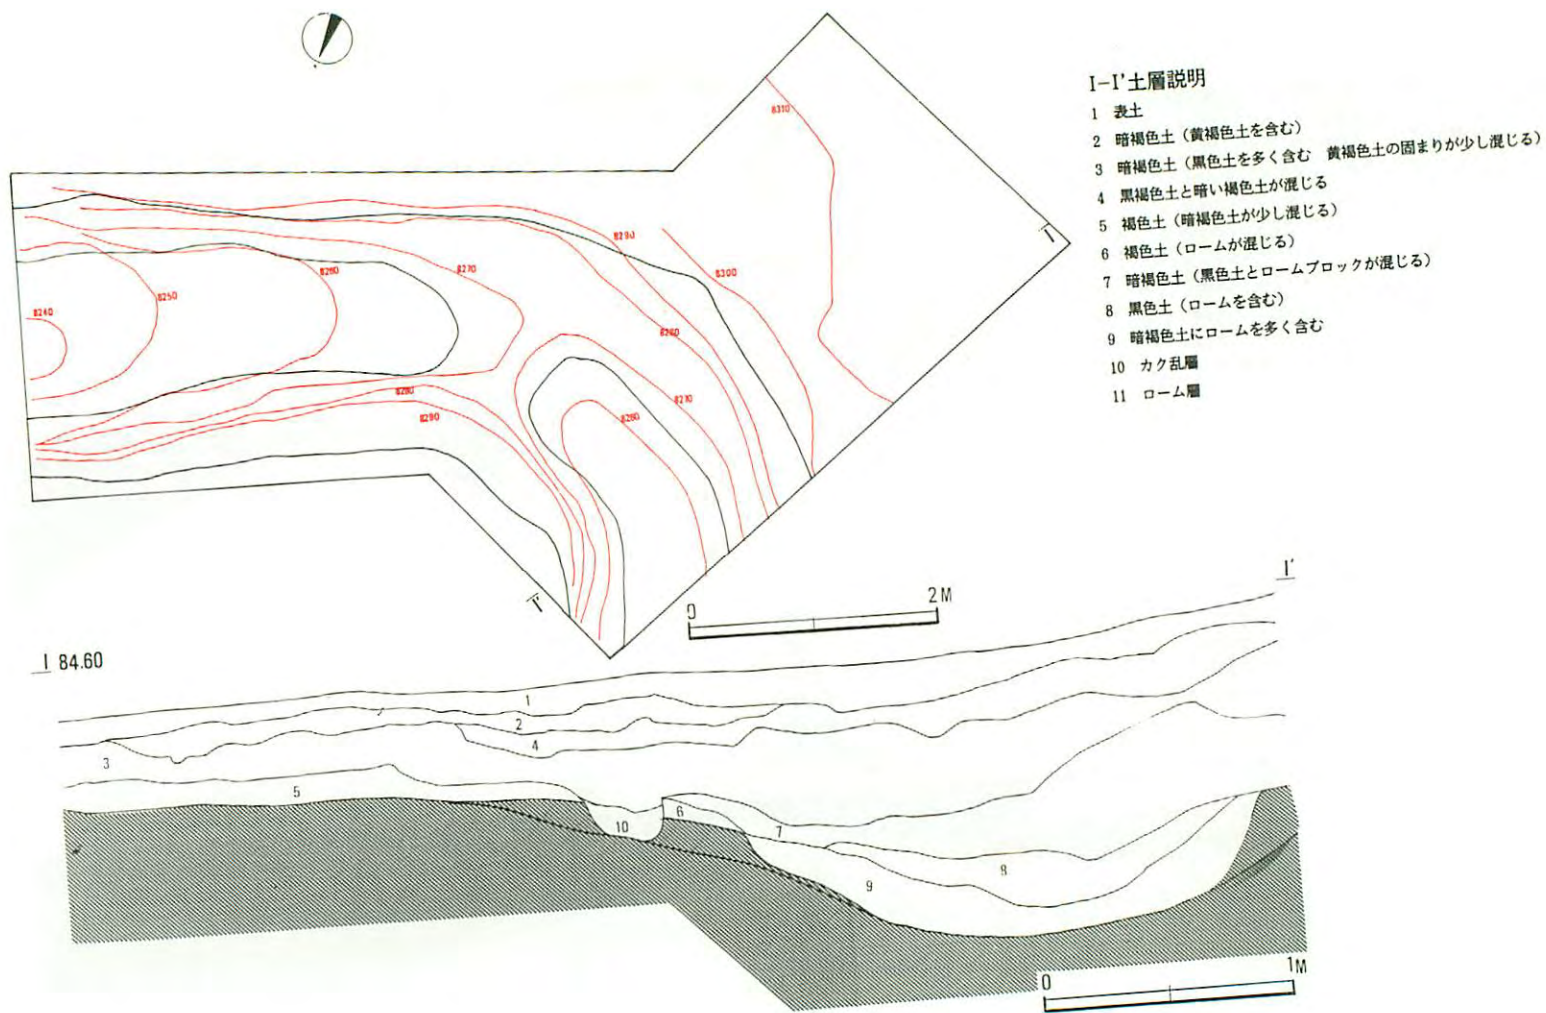 I-I'土層説明
1 表土
2 暗褐色土（黄褐色土を含む）
3 暗褐色土（黒色土を多く含む　黄褐色土の固まりが少し混じる）
4 黒褐色土と暗い褐色土が混じる
5 褐色土（暗褐色土が少し混じる）
6 褐色土（ロームが混じる）
7 暗褐色土（黒色土とロームブロックが混じる）
8 黒色土（ロームを含む）
9 暗褐色土にロームを多く含む
10 カク乱層
11 ローム層
8310
I
8290
8300
8270
8260
8250
8240
8280
8280
8290
8270
8260
I'
0 2M
I'
I 84.60
1
2
4
3
5
10
6
7
8
9
0 1M